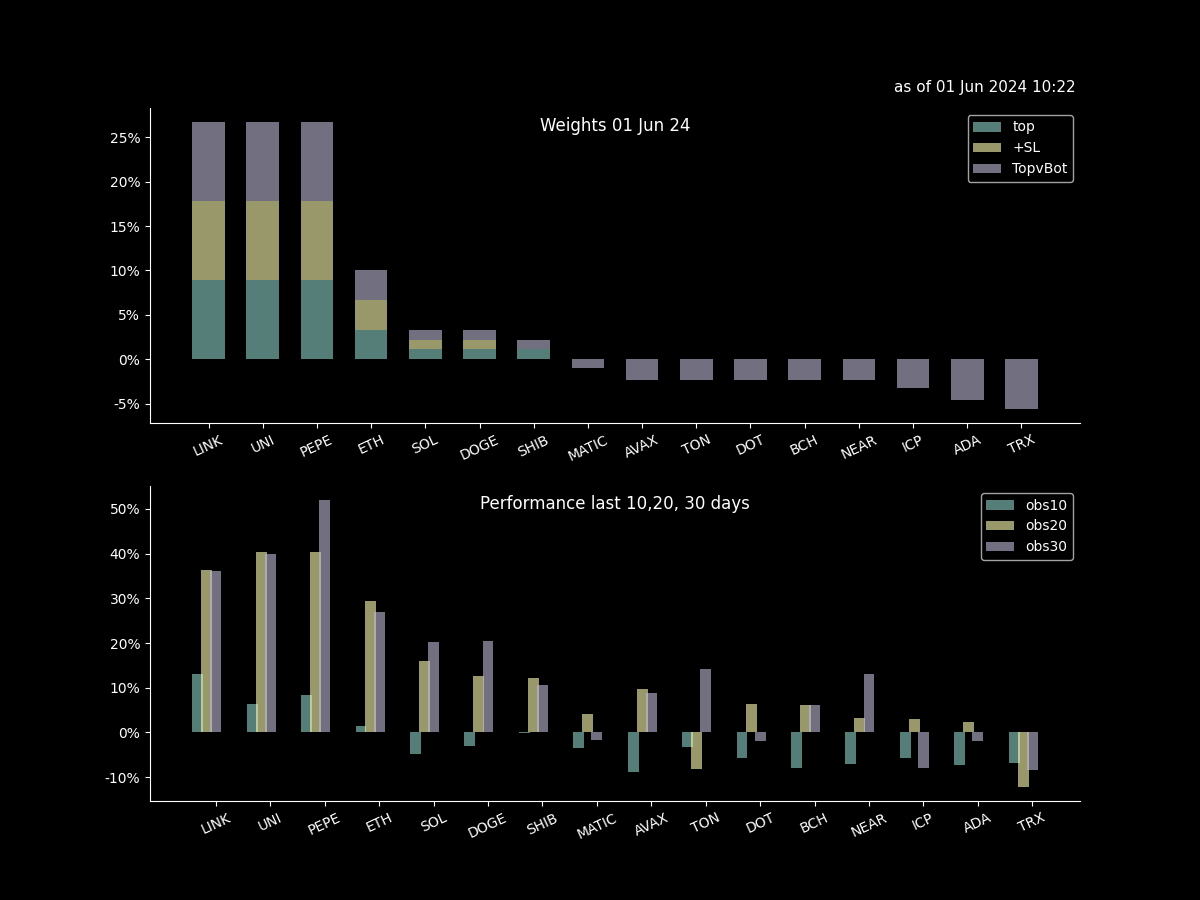 as of 01 Jun 2024 10:22
Weights 01 Jun 24
top
+SL
TopvBot
25%
20%
15%
10%
5%
0%
-5%
LINK UNI PEPE ETH SOL DOGE SHIB MATIC AVAX TON DOT BCH NEAR ICP ADA TRX
Performance last 10,20, 30 days
obs10
obs20
obs30
50%
40%
30%
20%
10%
0%
-10%
LINK UNI PEPE ETH SOL DOGE SHIB MATIC AVAX TON DOT BCH NEAR ICP ADA TRX